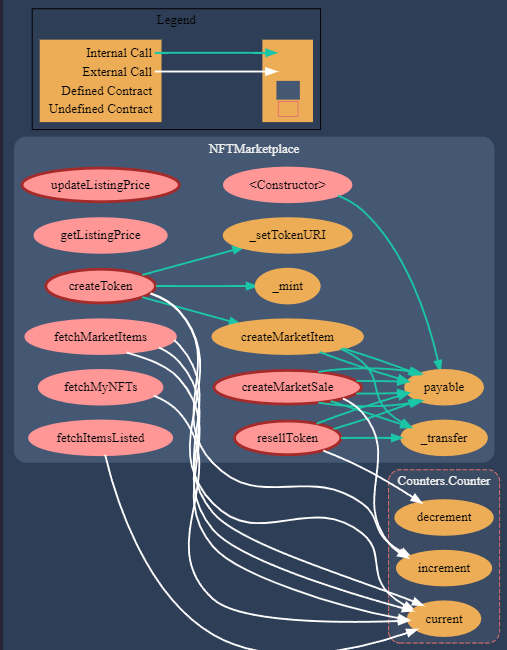 Legend
Internal Call
External Call
Defined Contract
Undefined Contract
NFTMarketplace
updateListingPrice
<Constructor>
getListingPrice
_setTokenURI
createToken
_mint
fetchMarketItems
createMarketItem
fetchMyNFTs
createMarketSale
payable
fetchItemsListed
resellToken
_transfer
Counters.Counter
decrement
increment
current